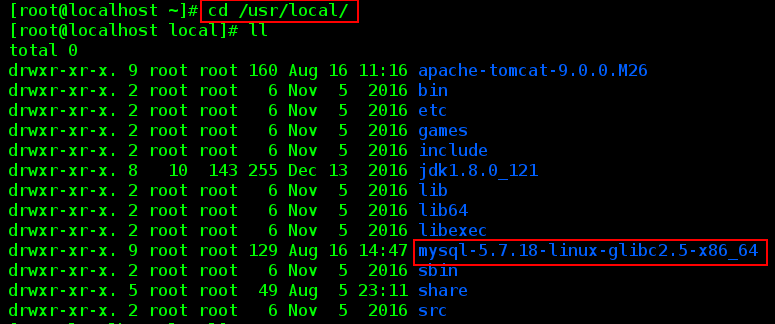 [root@localhost ~]# cd /usr/local/
[root@localhost local]# ll
total 0
drwxr-xr-x. 9 root root 160 Aug 16 11:16 apache-tomcat-9.0.0.M26
drwxr-xr-x. 2 root root   6 Nov  5  2016 bin
drwxr-xr-x. 2 root root   6 Nov  5  2016 etc
drwxr-xr-x. 2 root root   6 Nov  5  2016 games
drwxr-xr-x. 2 root root   6 Nov  5  2016 include
drwxr-xr-x. 8   10  143 255 Dec 13  2016 jdk1.8.0_121
drwxr-xr-x. 2 root root   6 Nov  5  2016 lib
drwxr-xr-x. 2 root root   6 Nov  5  2016 lib64
drwxr-xr-x. 2 root root   6 Nov  5  2016 libexec
drwxr-xr-x. 9 root root 129 Aug 16 14:47 mysql-5.7.18-linux-glibc2.5-x86_64
drwxr-xr-x. 2 root root   6 Nov  5  2016 sbin
drwxr-xr-x. 5 root root  49 Aug  5 23:11 share
drwxr-xr-x. 2 root root   6 Nov  5  2016 src